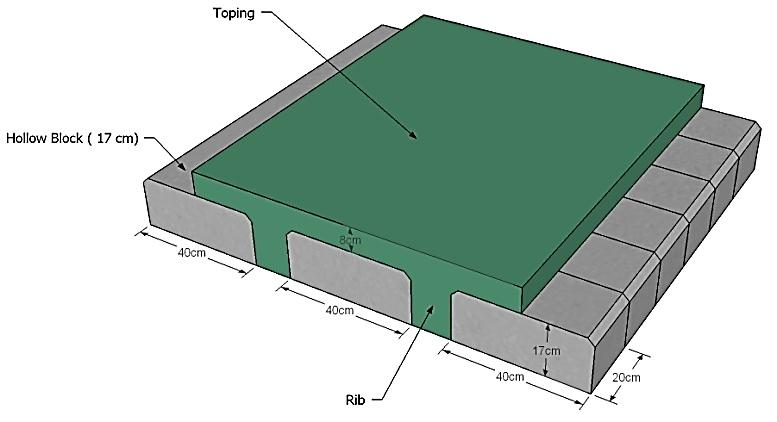 Toping
Hollow Block ( 17 cm)
8cm
40cm
40cm
17cm
40cm
20cm
Rib